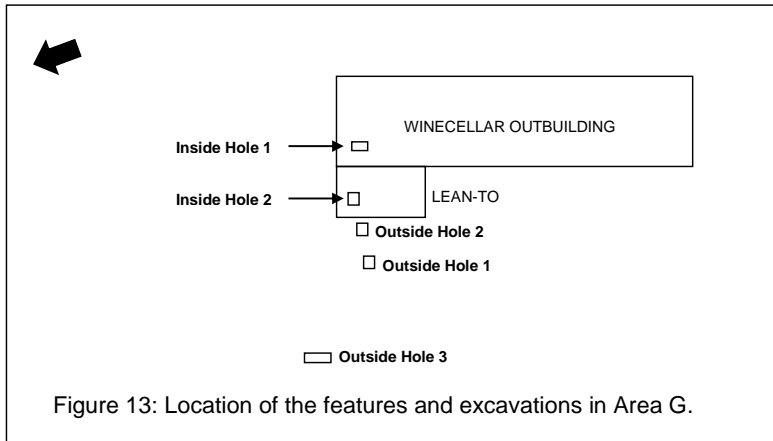 WINECELLAR OUTBUILDING
Inside Hole 1
Inside Hole 2
LEAN-TO
Outside Hole 2
Outside Hole 1
Outside Hole 3
Figure 13: Location of the features and excavations in Area G.